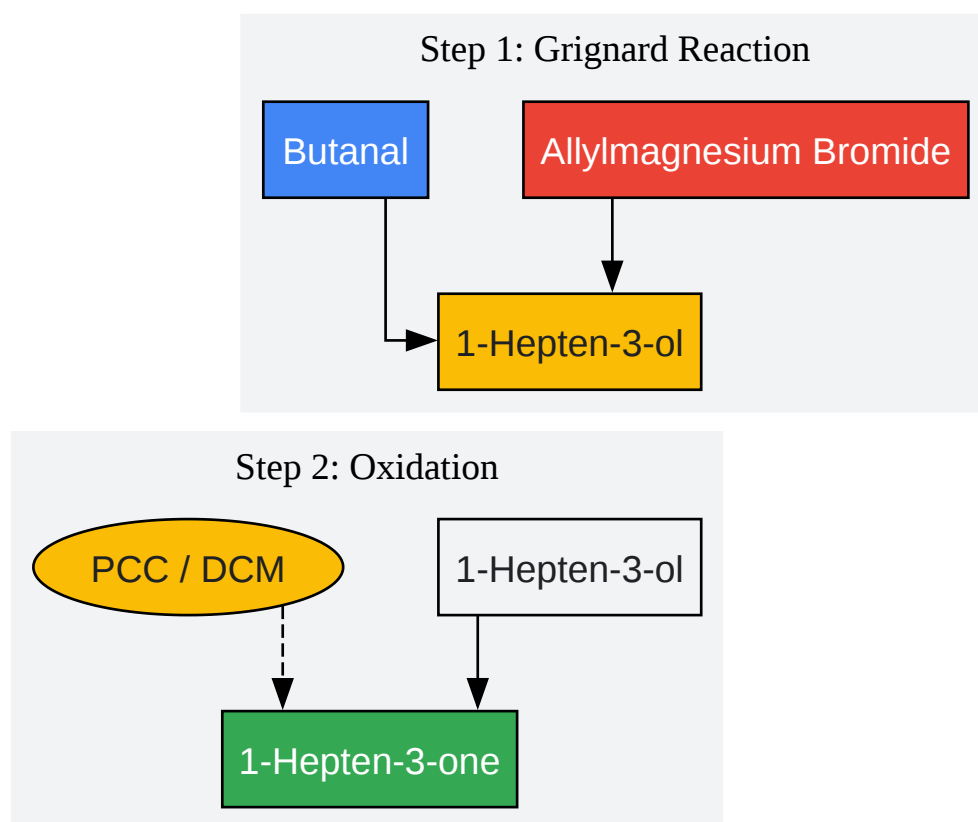 Step 1: Grignard Reaction
Butanal
Allylmagnesium Bromide
1-Hepten-3-ol
Step 2: Oxidation
PCC / DCM
1-Hepten-3-ol
1-Hepten-3-one